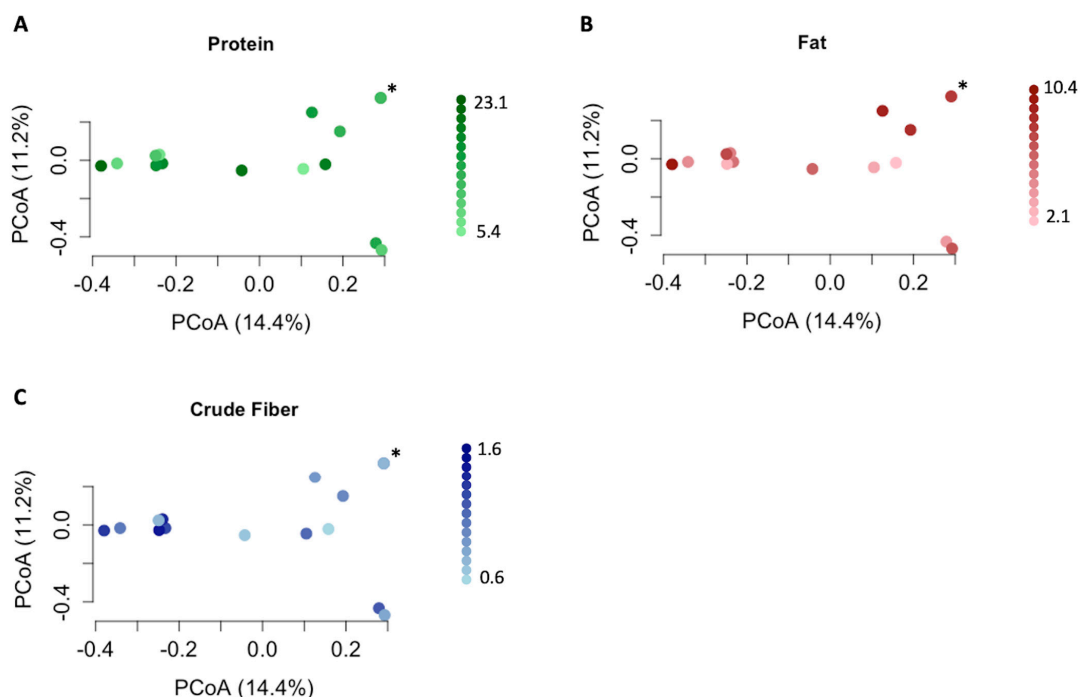 A
Protein
*
23.1
5.4
PCoA (11.2%)
0.0
-0.4
-0.4 -0.2 0.0 0.2
PCoA (14.4%)
B
Fat
*
10.4
2.1
PCoA (11.2%)
0.0
-0.4
-0.4 -0.2 0.0 0.2
PCoA (14.4%)
C
Crude Fiber
*
1.6
0.6
PCoA (11.2%)
0.0
-0.4
-0.4 -0.2 0.0 0.2
PCoA (14.4%)